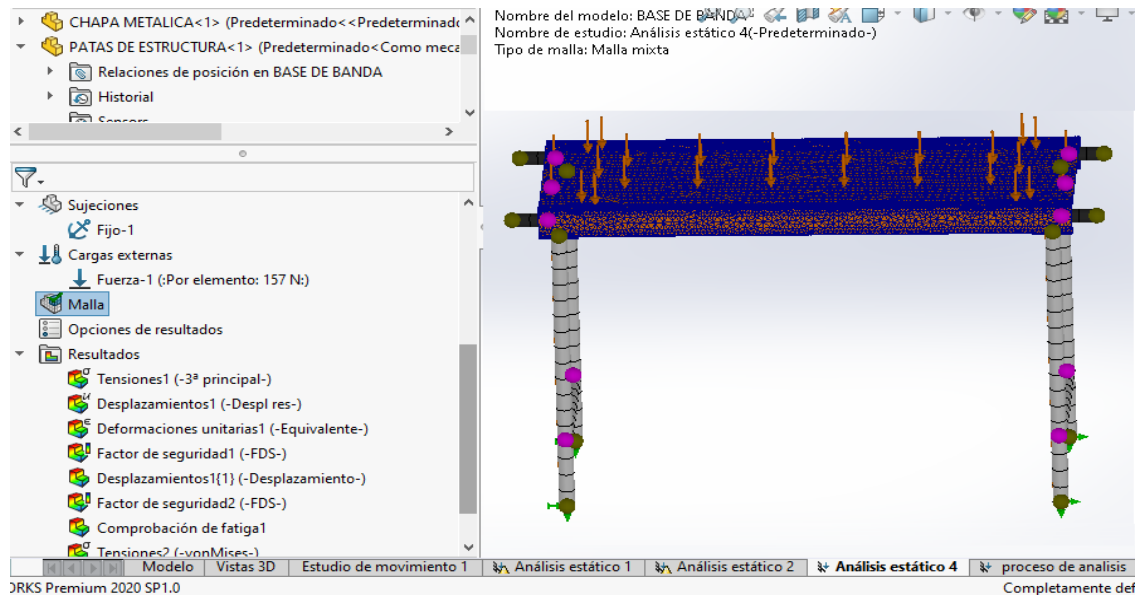 CHAPA METALICA<1> (Predeterminado<<Predeterminado
PATAS DE ESTRUCTURA<1> (Predeterminado<Como meca
Relaciones de posición en BASE DE BANDA
Historial
Sensors
Sujeciones
Fijo-1
Cargas externas
Fuerza-1 (:Por elemento: 157 N:)
Malla
Opciones de resultados
Resultados
Tensiones1 (-3ª principal-)
Desplazamientos1 (-Despl res-)
Deformaciones unitarias1 (-Equivalente-)
Factor de seguridad1 (-FDS-)
Desplazamientos1{1} (-Desplazamiento-)
Factor de seguridad2 (-FDS-)
Comprobación de fatiga1
Tensiones2 (-vonMises-)
Nombre del modelo: BASE DE BANDA
Nombre de estudio: Análisis estático 4(-Predeterminado-)
Tipo de malla: Malla mixta
Modelo Vistas 3D Estudio de movimiento 1 Análisis estático 1 Análisis estático 2 Análisis estático 4 proceso de analisis
ORKS Premium 2020 SP1.0 Completamente def